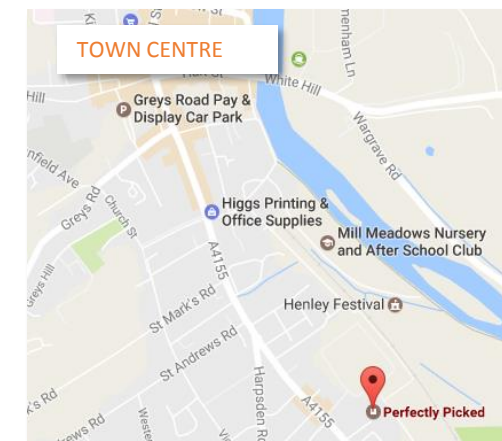 TOWN CENTRE
White Hill
Wargrave Rd
Hill
Greys Road Pay &
Display Car Park
Greys Rd
Church St
Higgs Printing &
Office Supplies
Mill Meadows Nursery
and After School Club
A4155
Greys Hill
St Mark's Rd
Henley Festival
St Andrews Rd
Harpsden Rd
A4155
Perfectly Picked